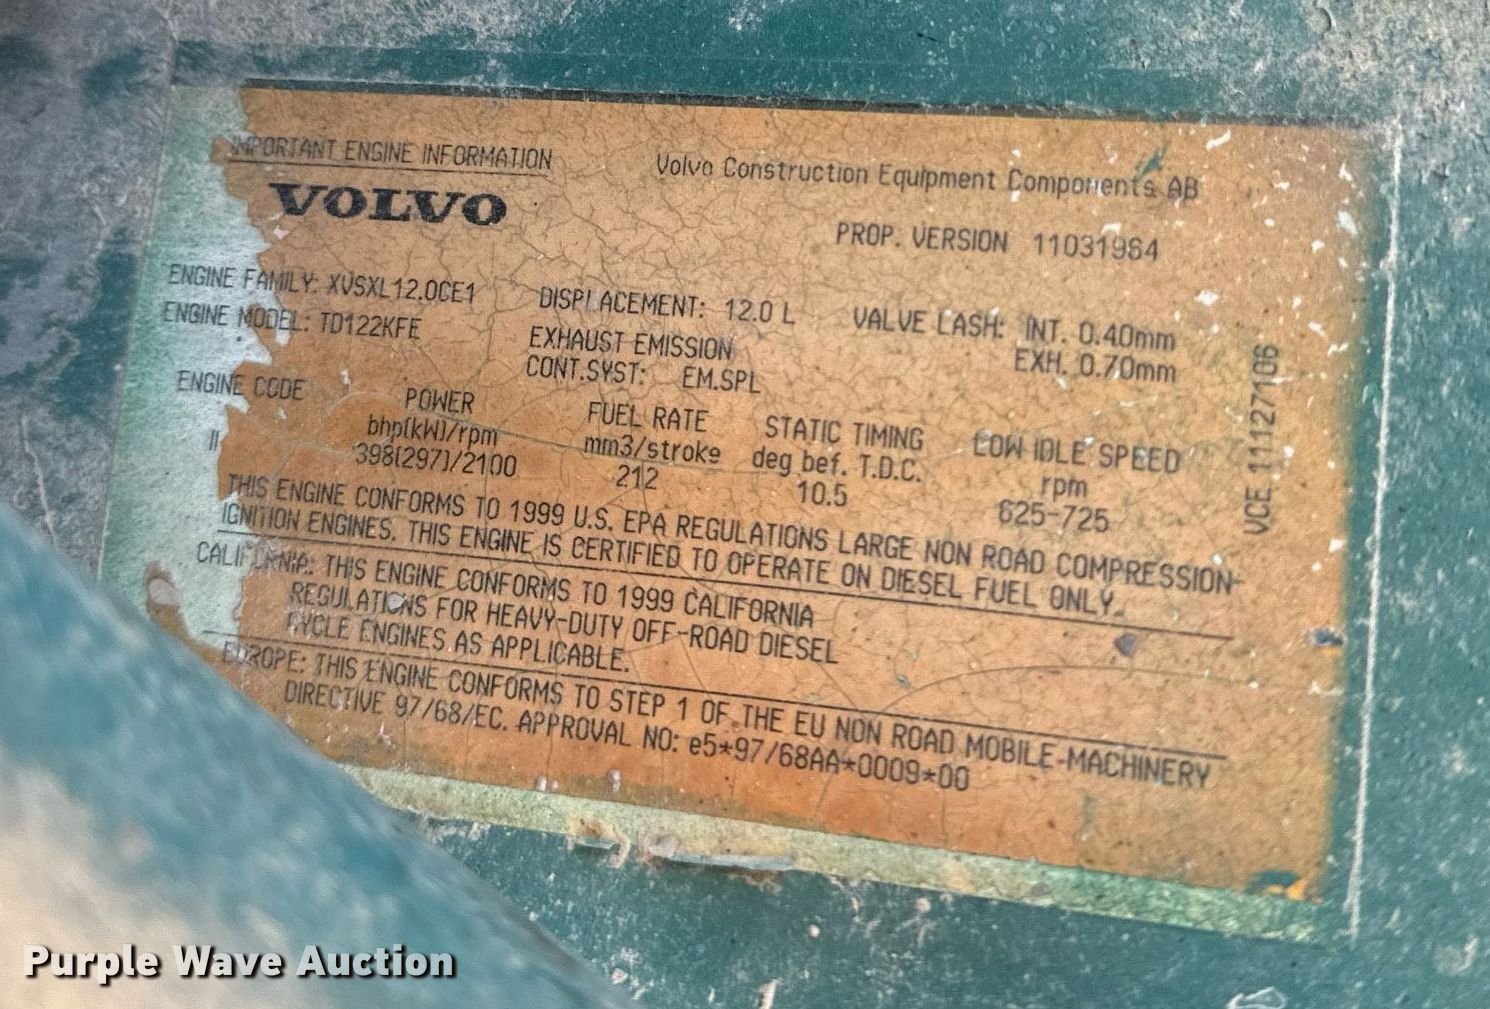 IMPORTANT ENGINE INFORMATION
Volvo Construction Equipment Components AB
VOLVO
PROP. VERSION 11031964
ENGINE FAMILY: XVSXL12.0CE1
DISPLACEMENT: 12.0 L
VALVE LASH: INT. 0.40mm
EXH. 0.70mm
ENGINE MODEL: TD122KFE
EXHAUST EMISSION
CONT.SYST: EM.SPL
ENGINE CODE
POWER
bhp(kW)/rpm
398(297)/2100
FUEL RATE
mm3/stroke
212
STATIC TIMING
deg bef. T.D.C.
10.5
LOW IDLE SPEED
rpm
625-725
THIS ENGINE CONFORMS TO 1999 U.S. EPA REGULATIONS LARGE NON ROAD COMPRESSION-
IGNITION ENGINES. THIS ENGINE IS CERTIFIED TO OPERATE ON DIESEL FUEL ONLY.
CALIFORNIA: THIS ENGINE CONFORMS TO 1999 CALIFORNIA
REGULATIONS FOR HEAVY-DUTY OFF-ROAD DIESEL
CYCLE ENGINES AS APPLICABLE.
EUROPE: THIS ENGINE CONFORMS TO STEP 1 OF THE EU NON ROAD MOBILE-MACHINERY
DIRECTIVE 97/68/EC. APPROVAL NO: e5*97/68AA*0009*00
VCE 11127106
Purple Wave Auction